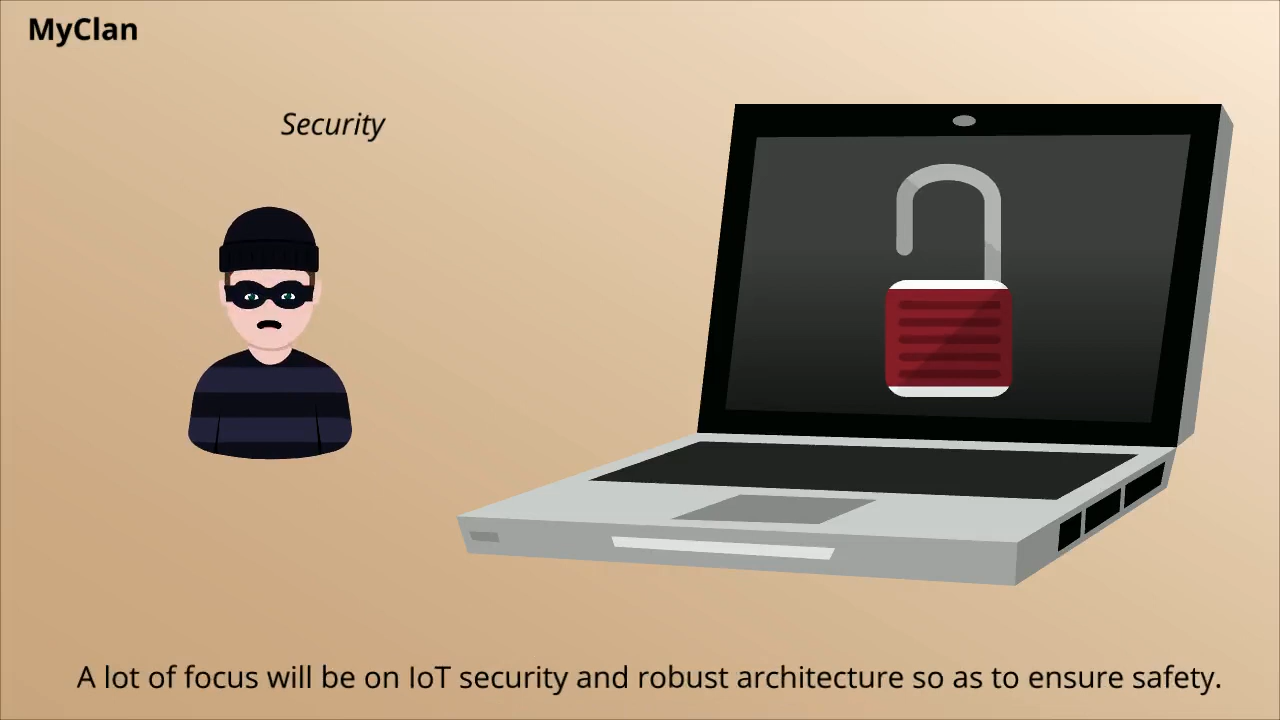 MyClan
Security
A lot of focus will be on IoT security and robust architecture so as to ensure safety.